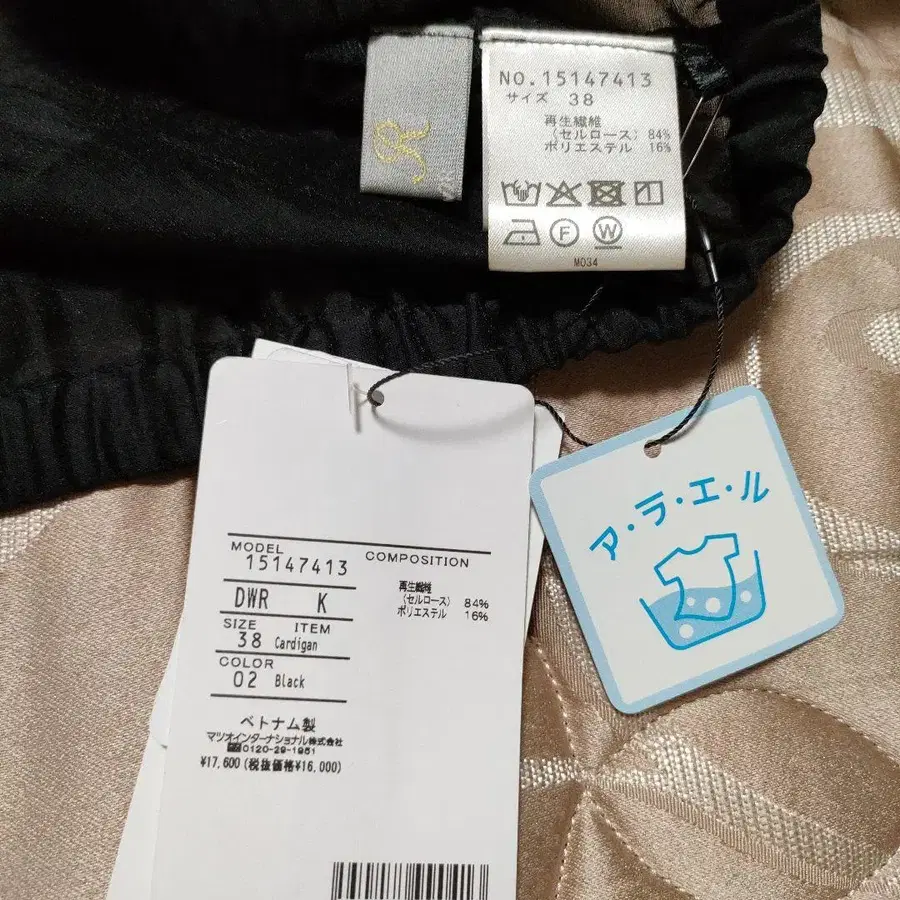 NO.15147413
サイズ 38
再生繊維
(セルロース) 84%
ポリエステル 16%
F
W
M034
MODEL
15147413
DWR K
SIZE ITEM
38 Cardigan
COLOR
02 Black
COMPOSITION
再生繊維
(セルロース) 84%
ポリエステル 16%
ベトナム製
マツオインターナショナル株式会社
0120-29-1951
¥17,600(税抜価格¥16,000)
ア・ラ・エ・ル